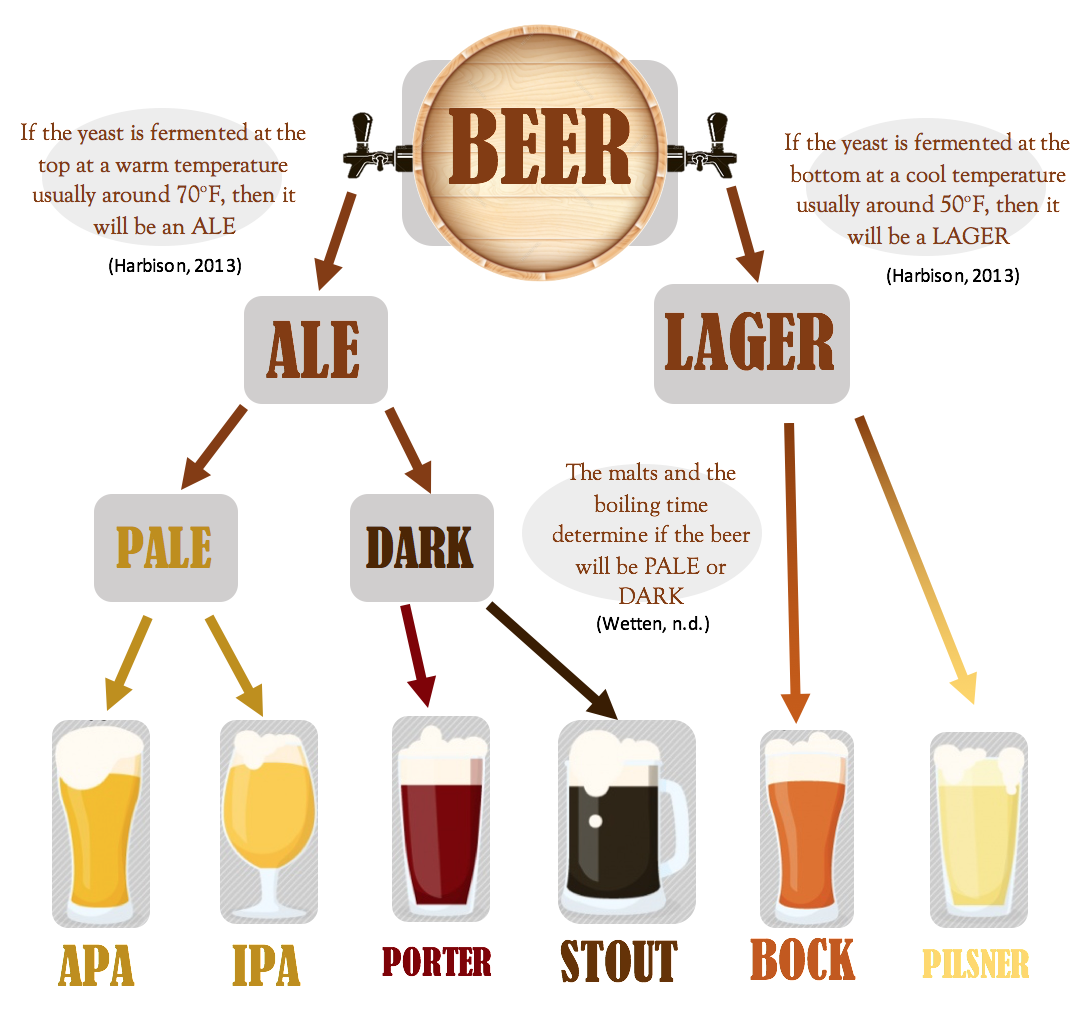 BEER
If the yeast is fermented at the
top at a warm temperature
usually around 70°F, then it
will be an ALE
(Harbison, 2013)
If the yeast is fermented at the
bottom at a cool temperature
usually around 50°F, then it
will be a LAGER
(Harbison, 2013)
ALE
LAGER
PALE
DARK
The malts and the
boiling time
determine if the beer
will be PALE or
DARK
(Wetten, n.d.)
APA
IPA
PORTER
STOUT
BOCK
PILSNER